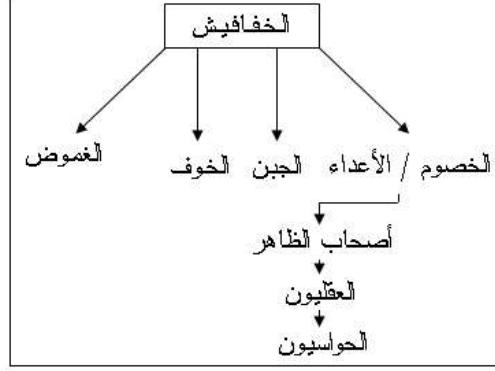 الخفافيش
الخصوم / الأعداء الجبن الخوف الغموض
أصحاب الظاهر
العقليون
الحواسيون